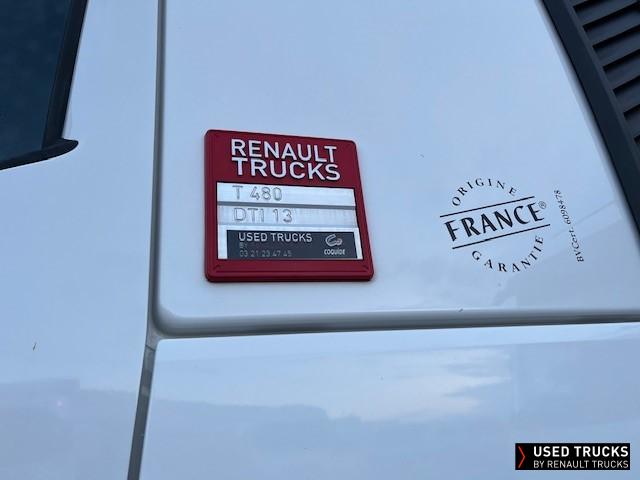 RENAULT
TRUCKS
T 480
DTI 13
USED TRUCKS
BY
03.21.23.47.45
coquide
ORIGINE
FRANCE®
GARANTIE
BVCert. 6098478
USED TRUCKS
BY RENAULT TRUCKS